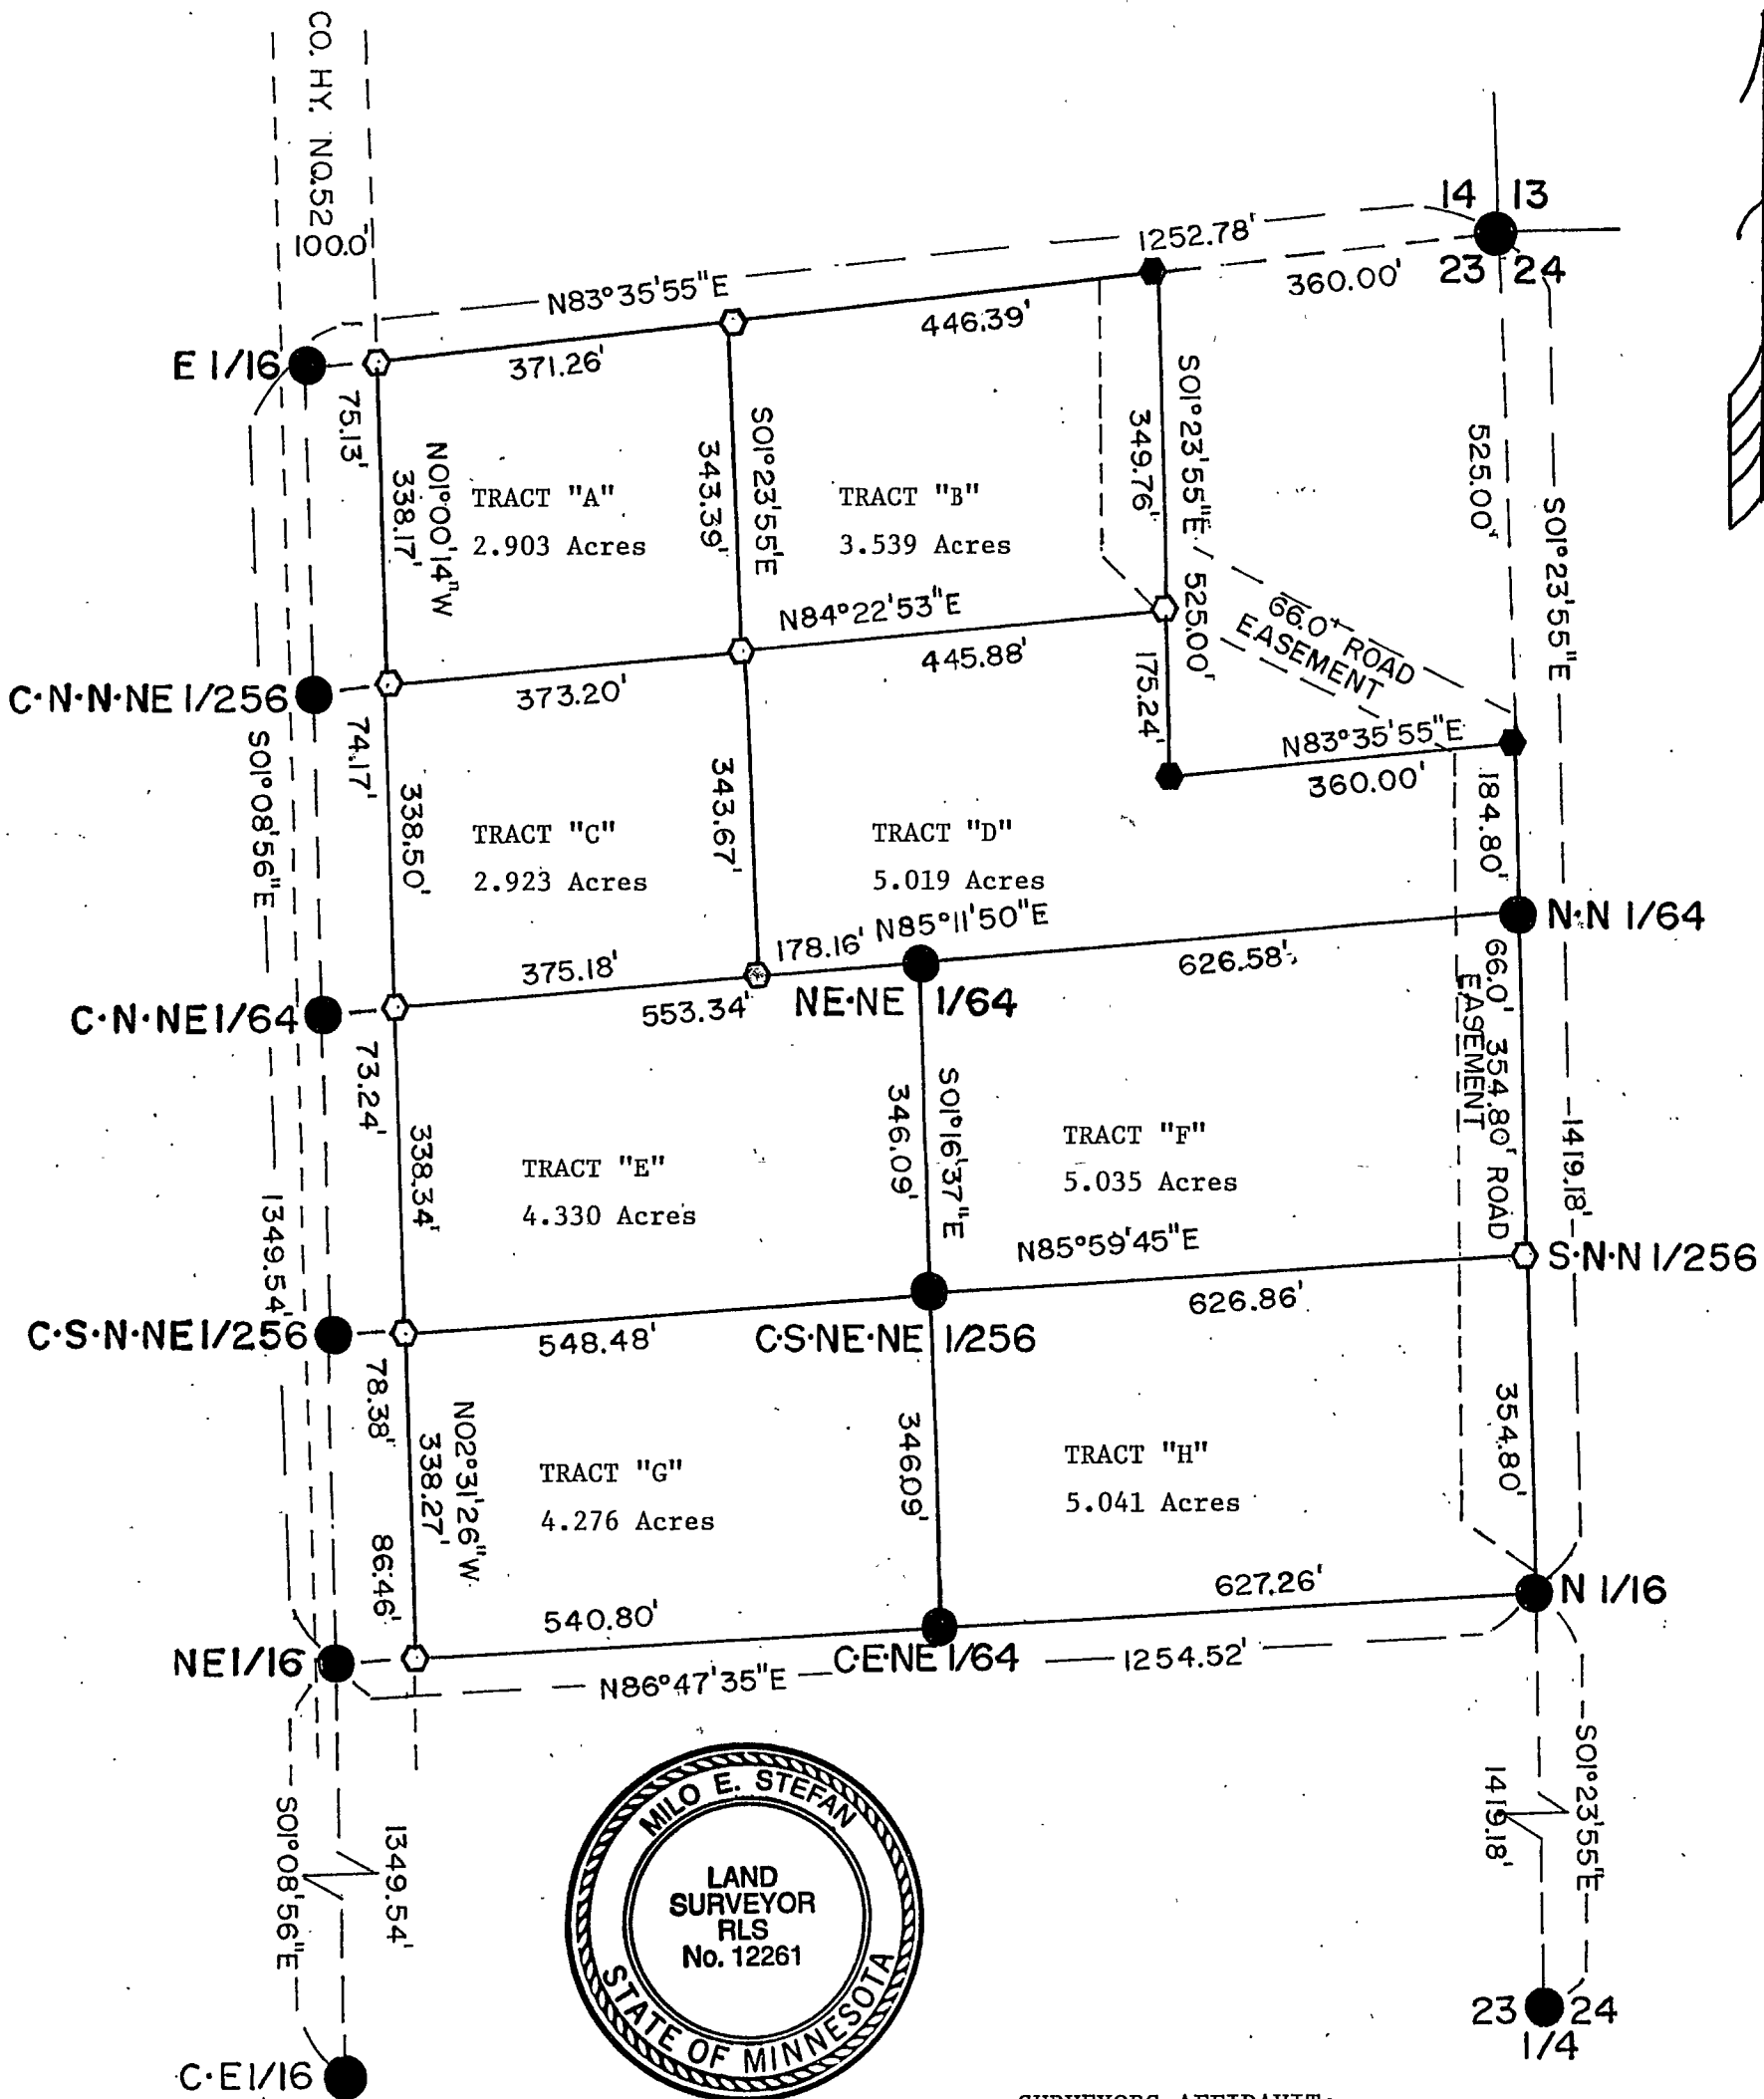 CO. HY. NO.52
100.0'
14 13
23 24
1252.78'
N83°35'55"E
360.00'
446.39'
371.26'
E 1/16
75.13'
N01°00'14"W
338.17'
TRACT "A"
2.903 Acres
343.39'
S01°23'55"E
TRACT "B"
3.539 Acres
349.76'
S01°23'55"E
525.00'
525.00'
S01°23'55"E
66.0' ROAD
EASEMENT
N84°22'53"E
445.88'
175.24'
373.20'
C·N·N·NE 1/256
74.17'
S01°08'56"E
N83°35'55"E
360.00'
184.80'
338.50'
343.67'
TRACT "C"
2.923 Acres
TRACT "D"
5.019 Acres
N85°11'50"E
178.16'
626.58'
N·N 1/64
375.18'
553.34'
NE·NE 1/64
C·N·NE 1/64
73.24'
66.0' ROAD
EASEMENT
354.80'
346.09'
S01°16'37"E
338.34'
TRACT "E"
4.330 Acres
TRACT "F"
5.035 Acres
1419.18'
1349.54'
N85°59'45"E
626.86'
S·N·N 1/256
C·S·N·NE 1/256
548.48'
C·S·NE·NE 1/256
78.38'
N02°31'26"W
338.27'
346.09'
354.80'
TRACT "G"
4.276 Acres
TRACT "H"
5.041 Acres
86.46'
540.80'
627.26'
N 1/16
NE 1/16
C·E·NE 1/64
1254.52'
N86°47'35"E
S01°08'56"E
1349.54'
1419.18'
S01°23'55"E
MILO E. STEFAN
LAND
SURVEYOR
RLS
No. 12261
STATE OF MINNESOTA
23 24
1/4
C·E 1/16
SURVEYORS AFFIDAVIT: